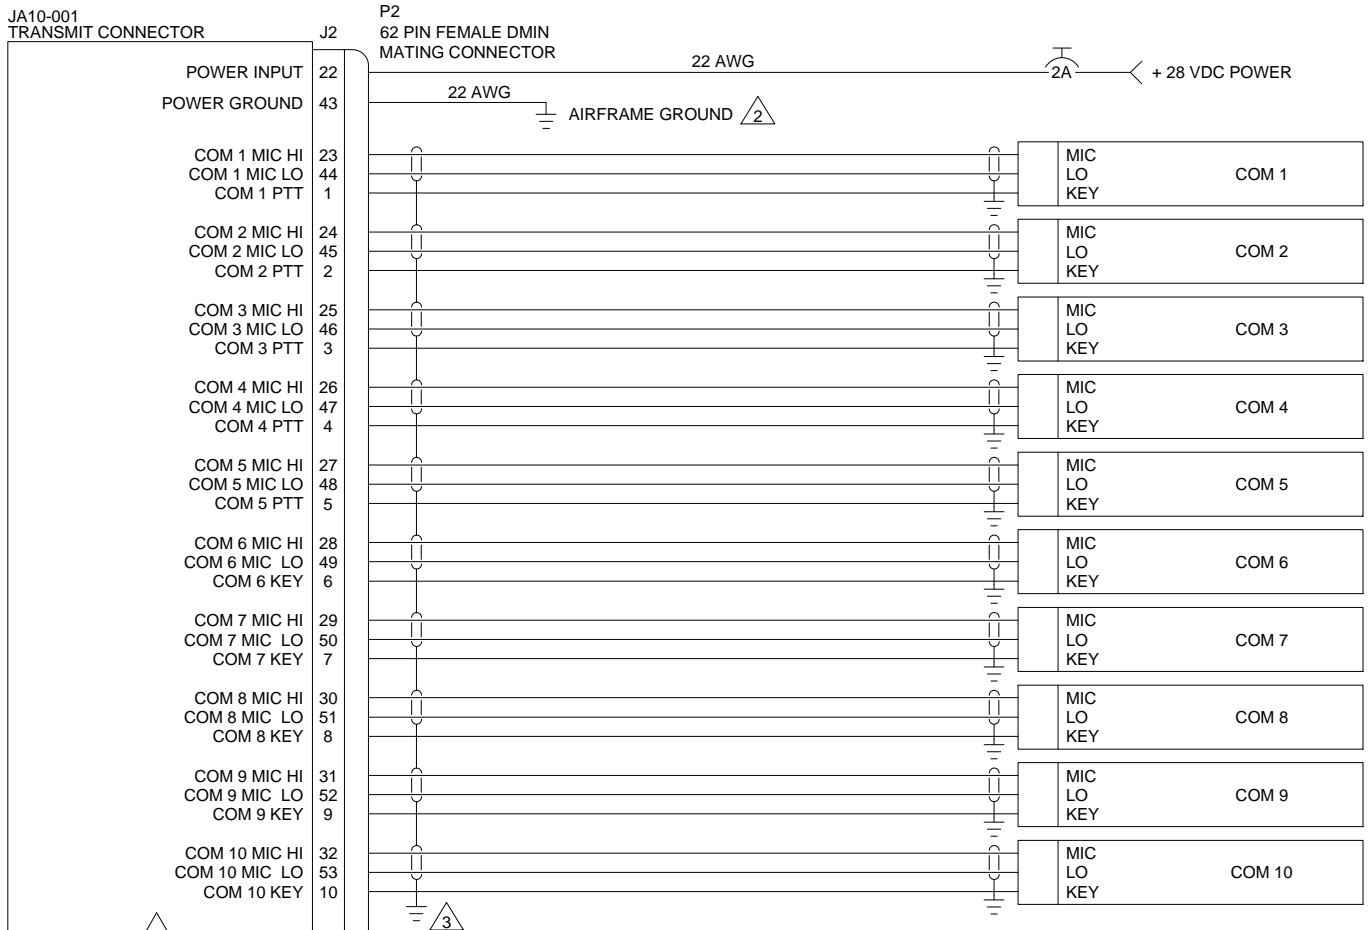 JA10-001
TRANSMIT CONNECTOR
J2
P2
62 PIN FEMALE DMIN
MATING CONNECTOR
POWER INPUT 22 22 AWG 2A + 28 VDC POWER
POWER GROUND 43 22 AWG AIRFRAME GROUND 2
COM 1 MIC HI 23 MIC
COM 1 MIC LO 44 LO COM 1
COM 1 PTT 1 KEY
COM 2 MIC HI 24 MIC
COM 2 MIC LO 45 LO COM 2
COM 2 PTT 2 KEY
COM 3 MIC HI 25 MIC
COM 3 MIC LO 46 LO COM 3
COM 3 PTT 3 KEY
COM 4 MIC HI 26 MIC
COM 4 MIC LO 47 LO COM 4
COM 4 PTT 4 KEY
COM 5 MIC HI 27 MIC
COM 5 MIC LO 48 LO COM 5
COM 5 PTT 5 KEY
COM 6 MIC HI 28 MIC
COM 6 MIC LO 49 LO COM 6
COM 6 KEY 6 KEY
COM 7 MIC HI 29 MIC
COM 7 MIC LO 50 LO COM 7
COM 7 KEY 7 KEY
COM 8 MIC HI 30 MIC
COM 8 MIC LO 51 LO COM 8
COM 8 KEY 8 KEY
COM 9 MIC HI 31 MIC
COM 9 MIC LO 52 LO COM 9
COM 9 KEY 9 KEY
COM 10 MIC HI 32 MIC
COM 10 MIC LO 53 LO COM 10
COM 10 KEY 10 KEY
3